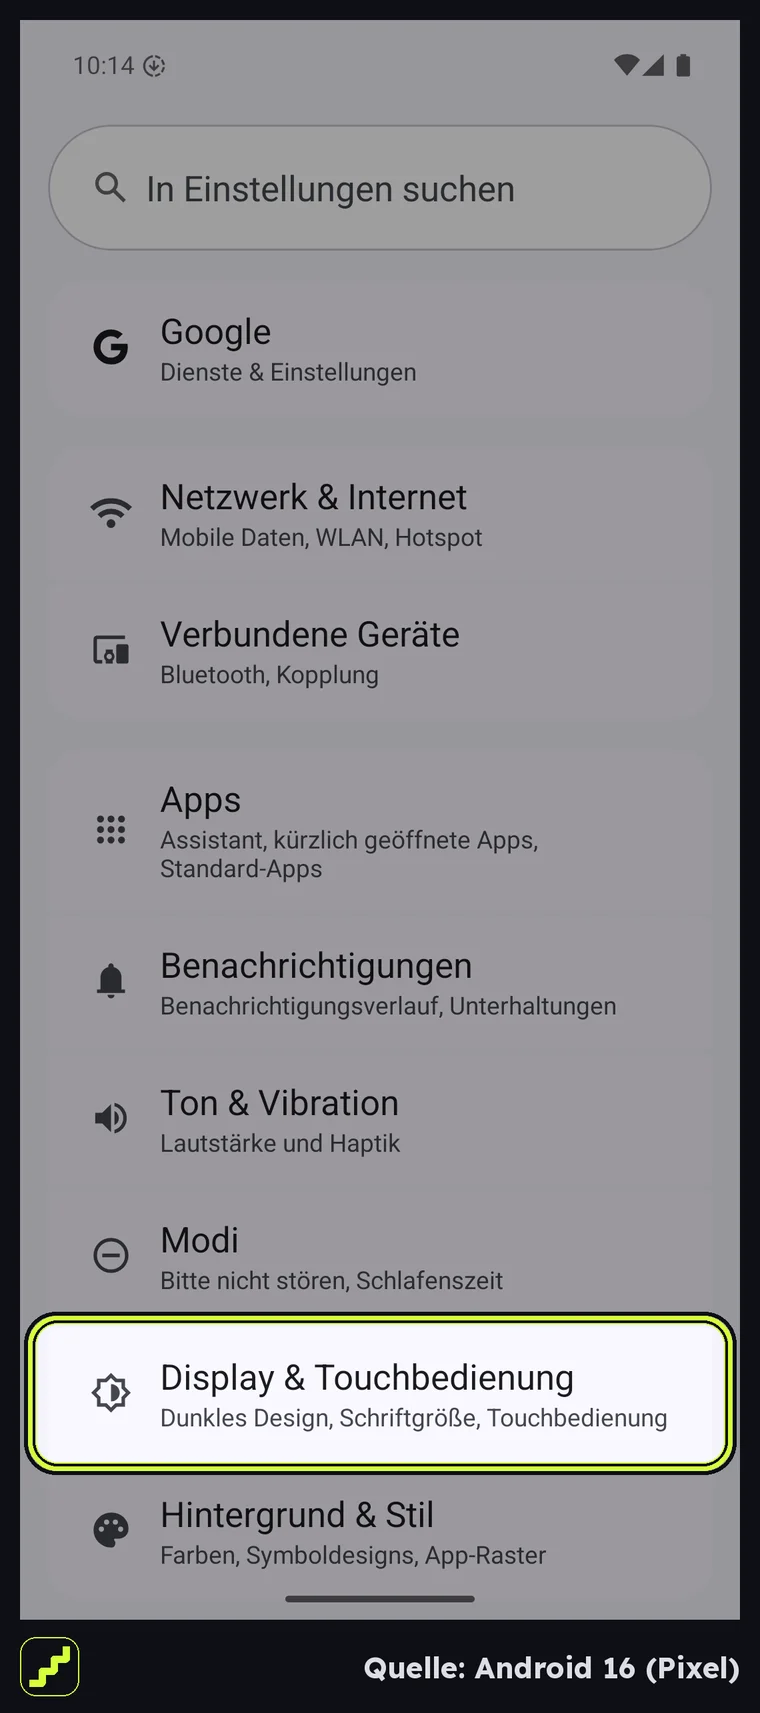 10:14
In Einstellungen suchen
Google
Dienste & Einstellungen
Netzwerk & Internet
Mobile Daten, WLAN, Hotspot
Verbundene Geräte
Bluetooth, Kopplung
Apps
Assistant, kürzlich geöffnete Apps,
Standard-Apps
Benachrichtigungen
Benachrichtigungsverlauf, Unterhaltungen
Ton & Vibration
Lautstärke und Haptik
Modi
Bitte nicht stören, Schlafenszeit
Display & Touchbedienung
Dunkles Design, Schriftgröße, Touchbedienung
Hintergrund & Stil
Farben, Symboldesigns, App-Raster
Quelle: Android 16 (Pixel)